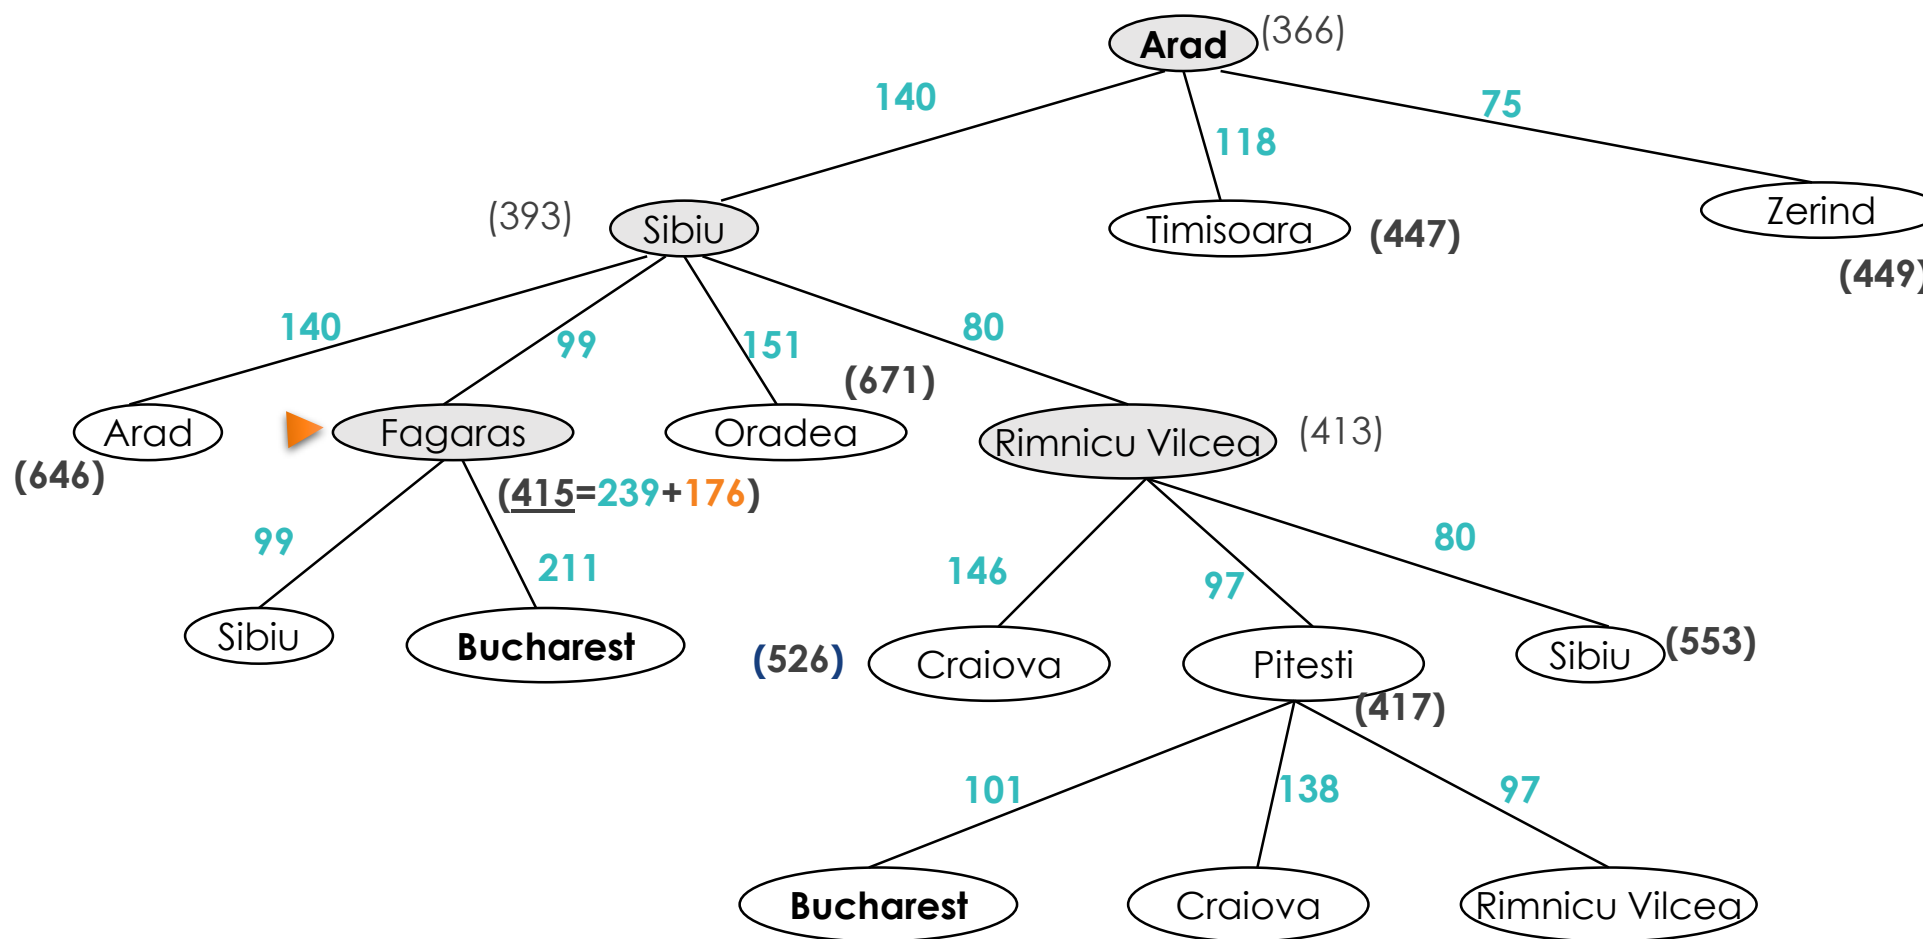 Arad (366)
140
118
75
(393) Sibiu
Timisoara (447)
Zerind
(449)
140
99
151
80
(671)
Arad
(646)
Fagaras
(415=239+176)
Oradea
Rimnicu Vilcea (413)
99
211
146
97
80
Sibiu
Bucharest
(526) Craiova
Pitesti
(417)
Sibiu (553)
101
138
97
Bucharest
Craiova
Rimnicu Vilcea